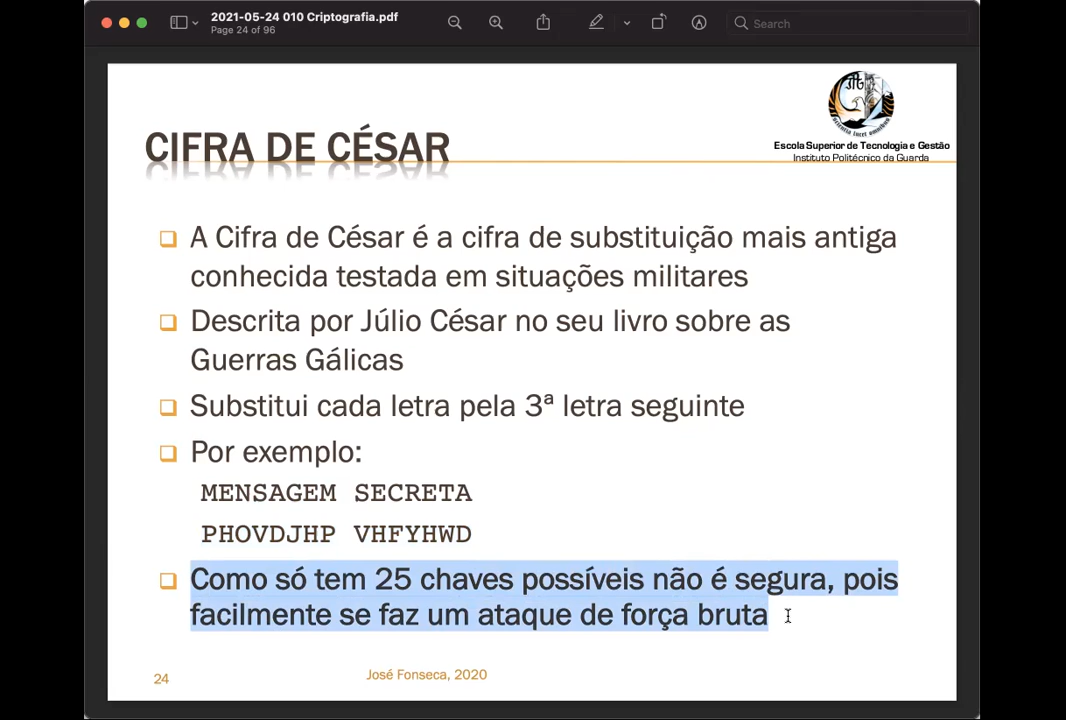 2021-05-24 010 Criptografia.pdf
Page 24 of 96
Search
Escola Superior de Tecnologia e Gestão
Instituto Politécnico da Guarda
CIFRA DE CÉSAR
A Cifra de César é a cifra de substituição mais antiga
conhecida testada em situações militares
Descrita por Júlio César no seu livro sobre as
Guerras Gálicas
Substitui cada letra pela 3ª letra seguinte
Por exemplo:
MENSAGEM SECRETA
PHOVDJHP VHFYHWD
Como só tem 25 chaves possíveis não é segura, pois
facilmente se faz um ataque de força bruta
24
José Fonseca, 2020